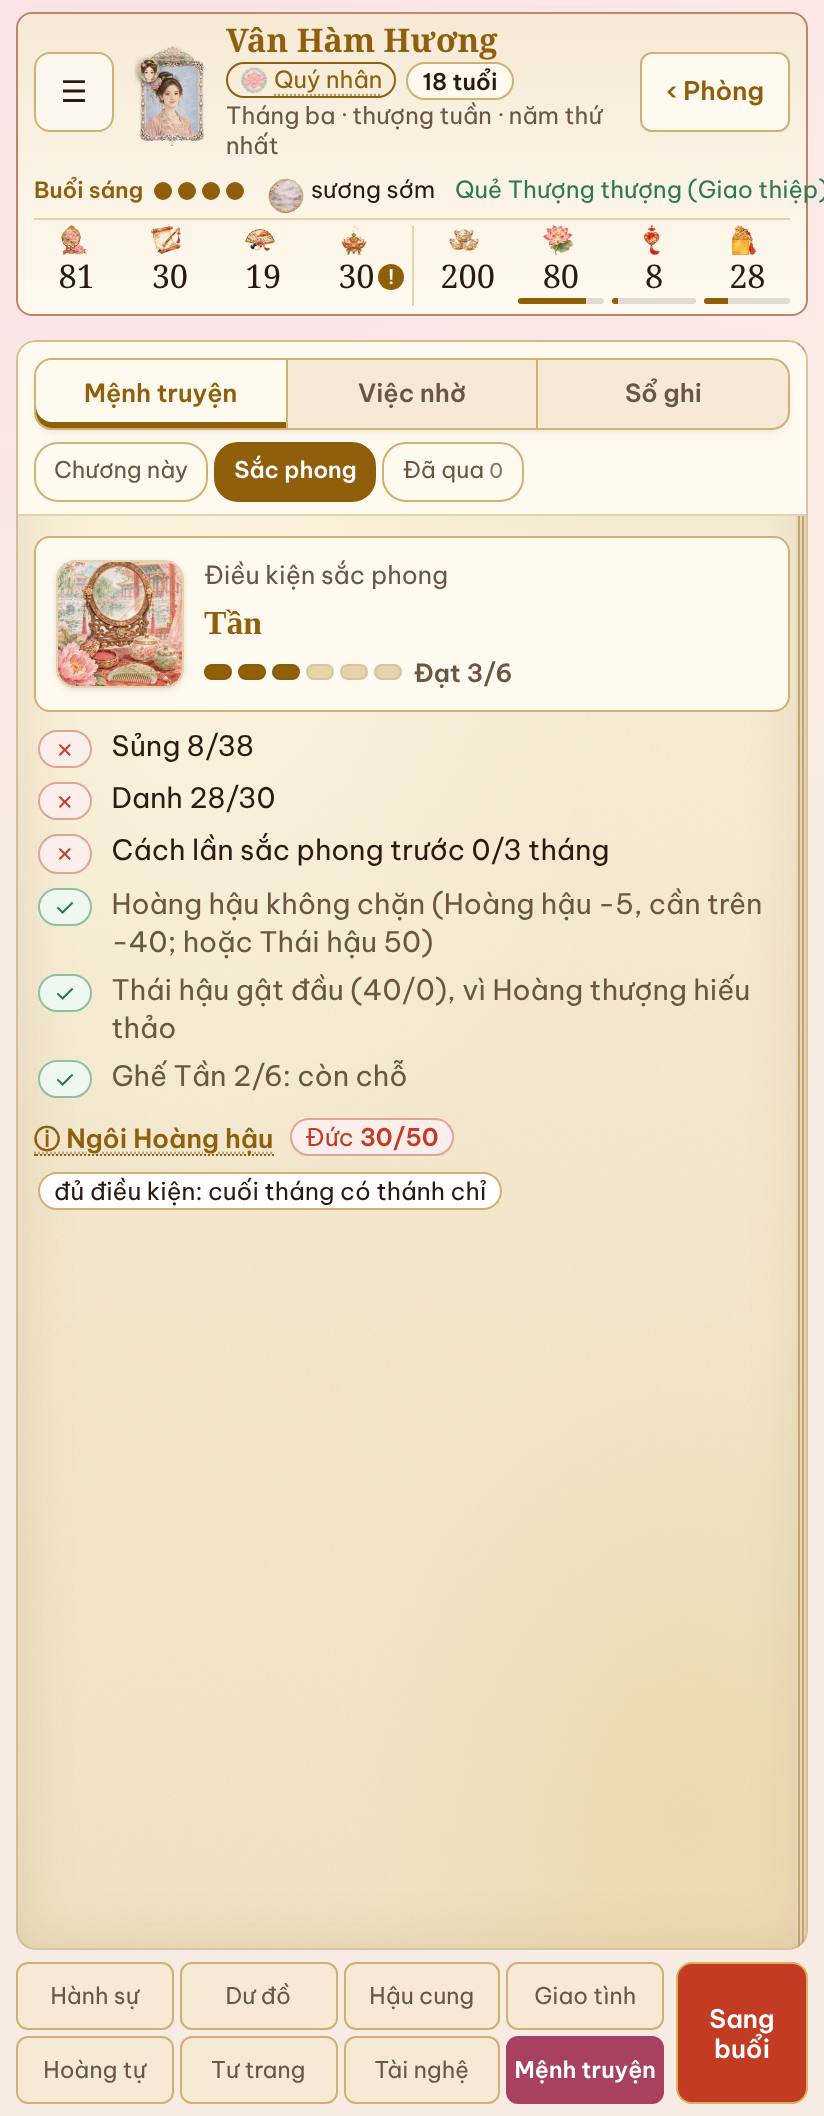 ☰
Vân Hàm Hương
Quý nhân
18 tuổi
Tháng ba · thượng tuần · năm thứ
nhất
‹ Phòng
Buổi sáng
sương sớm
Quẻ Thượng thượng (Giao thiệp)
81
30
19
30
!
200
80
8
28
Mệnh truyện
Việc nhờ
Sổ ghi
Chương này
Sắc phong
Đã qua 0
Điều kiện sắc phong
Tần
Đạt 3/6
✕ Sủng 8/38
✕ Danh 28/30
✕ Cách lần sắc phong trước 0/3 tháng
✓ Hoàng hậu không chặn (Hoàng hậu -5, cần trên
-40; hoặc Thái hậu 50)
✓ Thái hậu gật đầu (40/0), vì Hoàng thượng hiếu
thảo
✓ Ghế Tần 2/6: còn chỗ
ⓘ Ngôi Hoàng hậu
Đức 30/50
đủ điều kiện: cuối tháng có thánh chỉ
Hành sự
Dư đồ
Hậu cung
Giao tình
Sang
buổi
Hoàng tự
Tư trang
Tài nghệ
Mệnh truyện